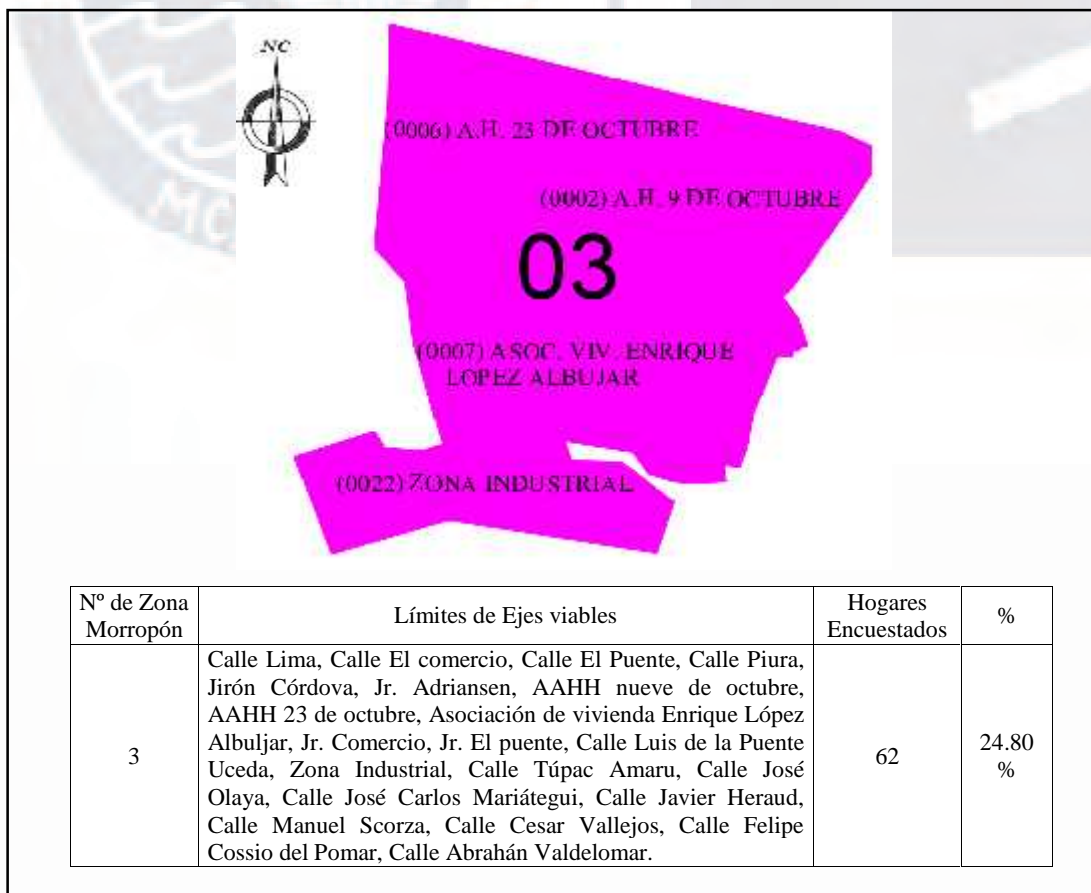 NC
(0006) A.H. 23 DE OCTUBRE
(0002) A.H. 9 DE OCTUBRE
03
(0007) ASOC. VIV. ENRIQUE
LOPEZ ALBUJAR
(0022) ZONA INDUSTRIAL
Nº de Zona
Morropón
Límites de Ejes viables
Hogares
Encuestados
%
3
Calle Lima, Calle El comercio, Calle El Puente, Calle Piura,
Jirón Córdova, Jr. Adriansen, AAHH nueve de octubre,
AAHH 23 de octubre, Asociación de vivienda Enrique López
Albuljar, Jr. Comercio, Jr. El puente, Calle Luis de la Puente
Uceda, Zona Industrial, Calle Túpac Amaru, Calle José
Olaya, Calle José Carlos Mariátegui, Calle Javier Heraud,
Calle Manuel Scorza, Calle Cesar Vallejos, Calle Felipe
Cossio del Pomar, Calle Abrahán Valdelomar.
62
24.80
%